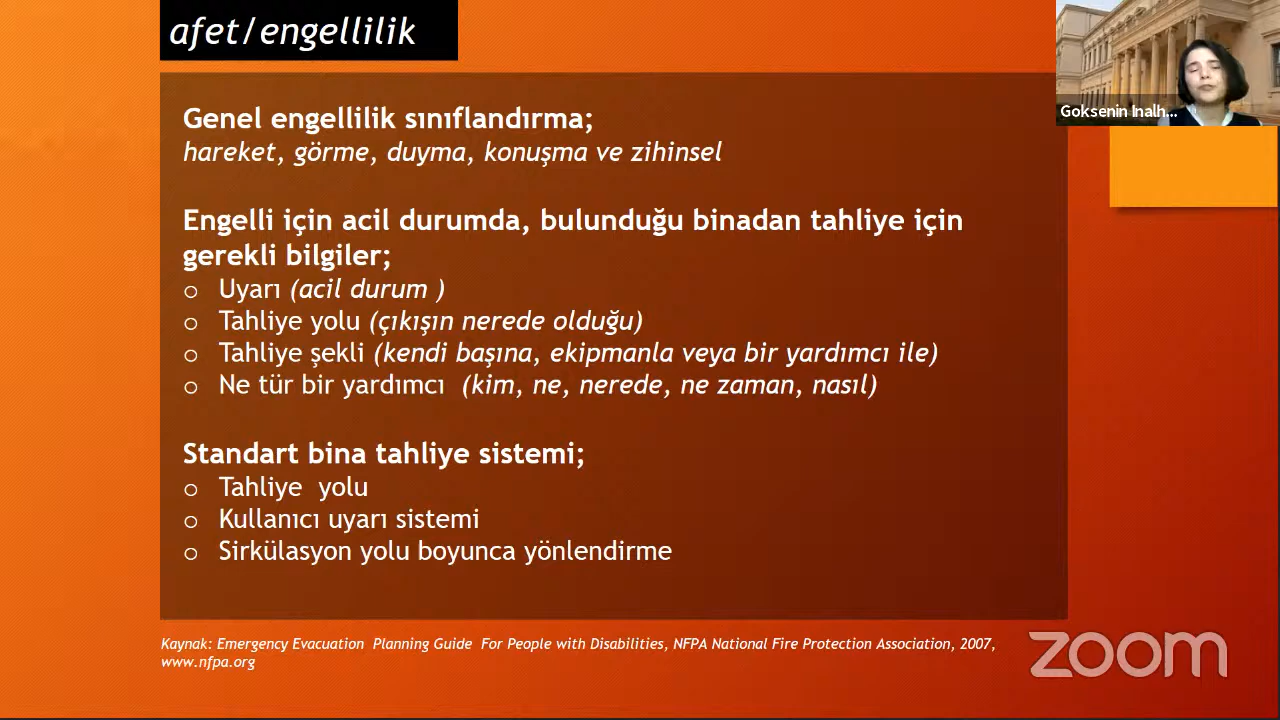 afet/engellilik
Goksenin Inalh...
Genel engellilik sınıflandırma;
hareket, görme, duyma, konuşma ve zihinsel
Engelli için acil durumda, bulunduğu binadan tahliye için
gerekli bilgiler;
o Uyarı (acil durum )
o Tahliye yolu (çıkışın nerede olduğu)
o Tahliye şekli (kendi başına, ekipmanla veya bir yardımcı ile)
o Ne tür bir yardımcı (kim, ne, nerede, ne zaman, nasıl)
Standart bina tahliye sistemi;
o Tahliye yolu
o Kullanıcı uyarı sistemi
o Sirkülasyon yolu boyunca yönlendirme
Kaynak: Emergency Evacuation Planning Guide For People with Disabilities, NFPA National Fire Protection Association, 2007,
www.nfpa.org
zoom